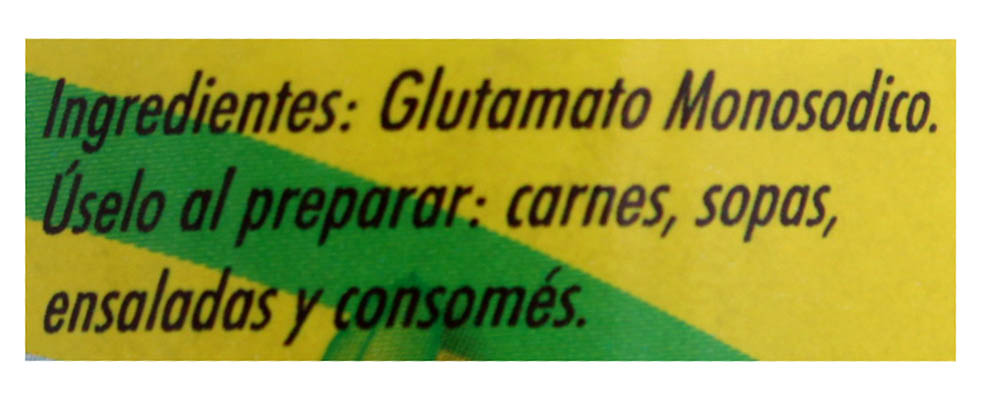 Ingredientes: Glutamato Monosodico.
Úselo al preparar: carnes, sopas,
ensaladas y consomés.